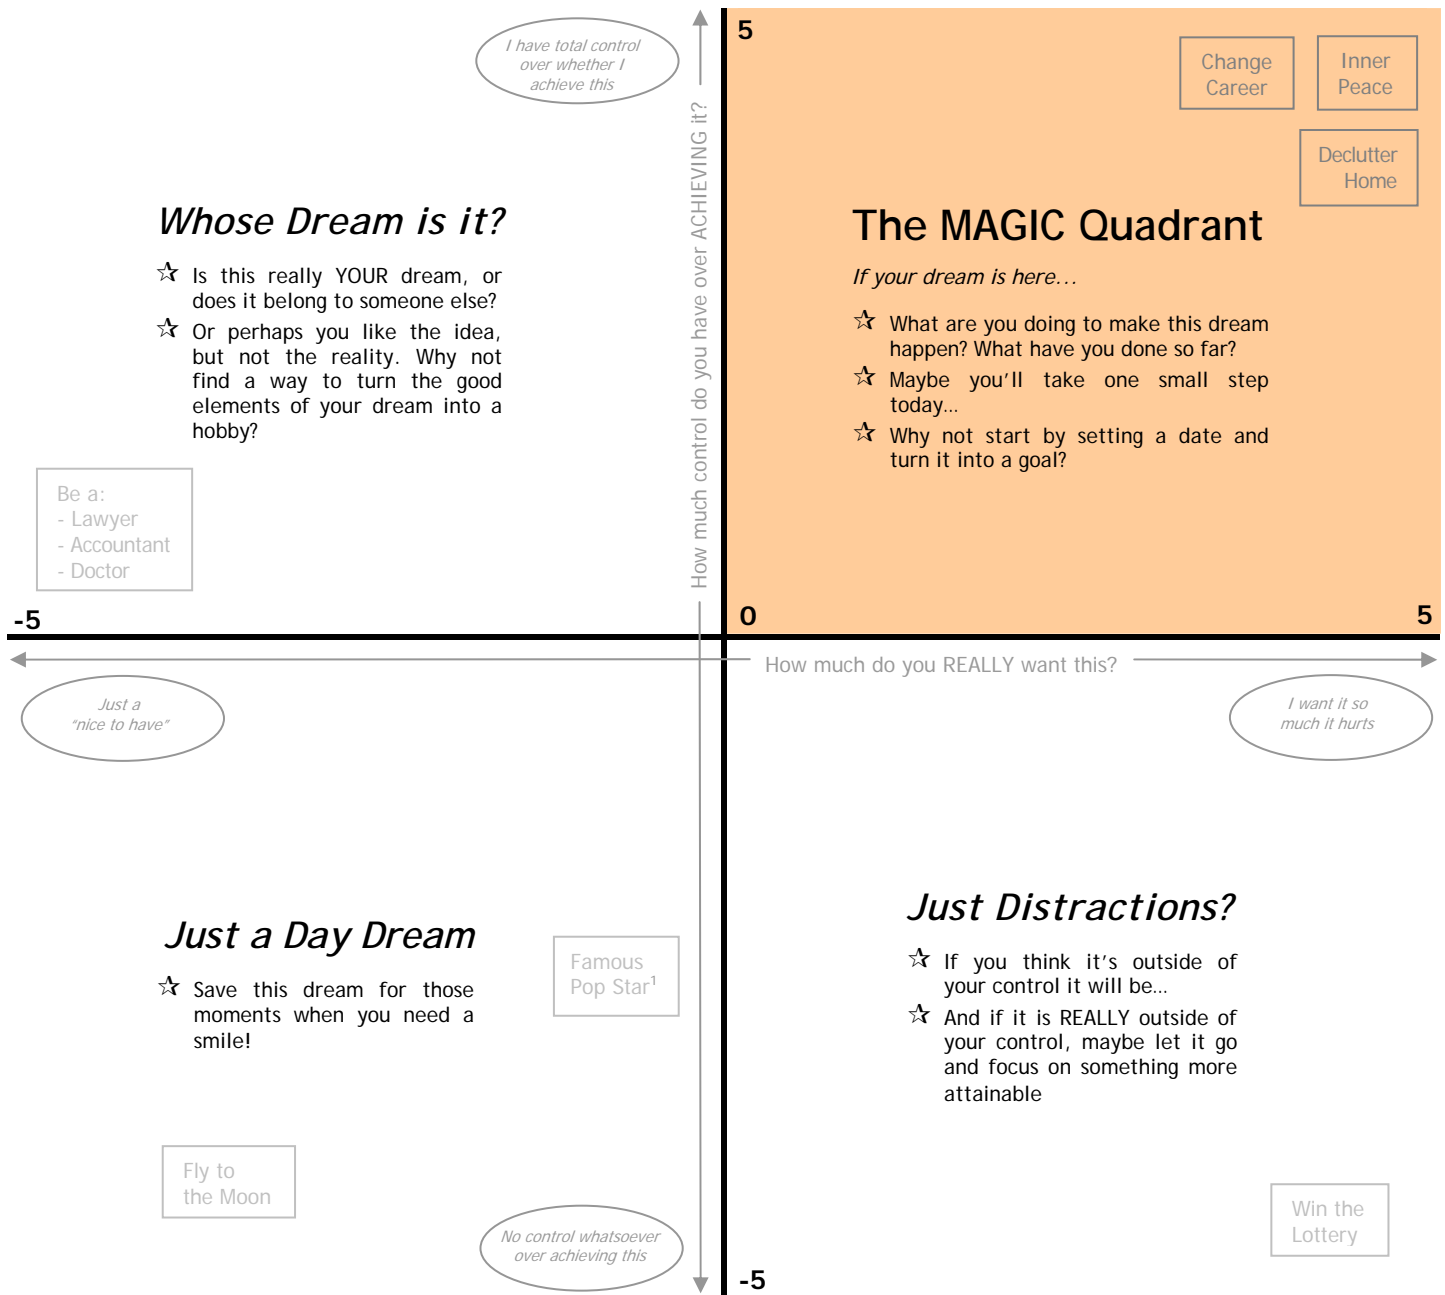 I have total control
over whether I
achieve this
How much control do you have over ACHIEVING it?
5
Change
Career
Inner
Peace
Declutter
Home
Whose Dream is it?
☆ Is this really YOUR dream, or
does it belong to someone else?
☆ Or perhaps you like the idea,
but not the reality. Why not
find a way to turn the good
elements of your dream into a
hobby?
Be a:
- Lawyer
- Accountant
- Doctor
The MAGIC Quadrant
If your dream is here...
☆ What are you doing to make this dream
happen? What have you done so far?
☆ Maybe you'll take one small step
today...
☆ Why not start by setting a date and
turn it into a goal?
-5
0
5
How much do you REALLY want this?
Just a
“nice to have”
I want it so
much it hurts
Just a Day Dream
☆ Save this dream for those
moments when you need a
smile!
Famous
Pop Star¹
Fly to
the Moon
No control whatsoever
over achieving this
Just Distractions?
☆ If you think it's outside of
your control it will be...
☆ And if it is REALLY outside of
your control, maybe let it go
and focus on something more
attainable
Win the
Lottery
-5